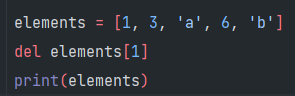 elements = [1, 3, 'a', 6, 'b']
del elements[1]
print(elements)